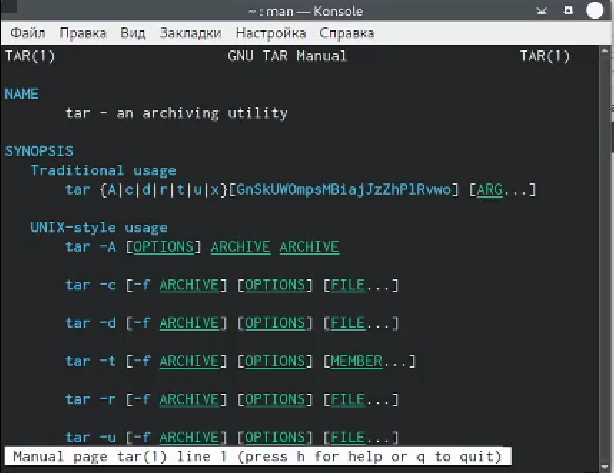 ~ : man — Konsole
Файл Правка Вид Закладки Настройка Справка
TAR(1) GNU TAR Manual TAR(1)
NAME
tar - an archiving utility
SYNOPSIS
Traditional usage
tar {A|c|d|r|t|u|x}[GnSkUWOmpsMBiajJzZhPlRvwo] [ARG...]
UNIX-style usage
tar -A [OPTIONS] ARCHIVE ARCHIVE
tar -c [-f ARCHIVE] [OPTIONS] [FILE...]
tar -d [-f ARCHIVE] [OPTIONS] [FILE...]
tar -t [-f ARCHIVE] [OPTIONS] [MEMBER...]
tar -r [-f ARCHIVE] [OPTIONS] [FILE...]
tar -u [-f ARCHIVE] [OPTIONS] [FILE...]
Manual page tar(1) line 1 (press h for help or q to quit)